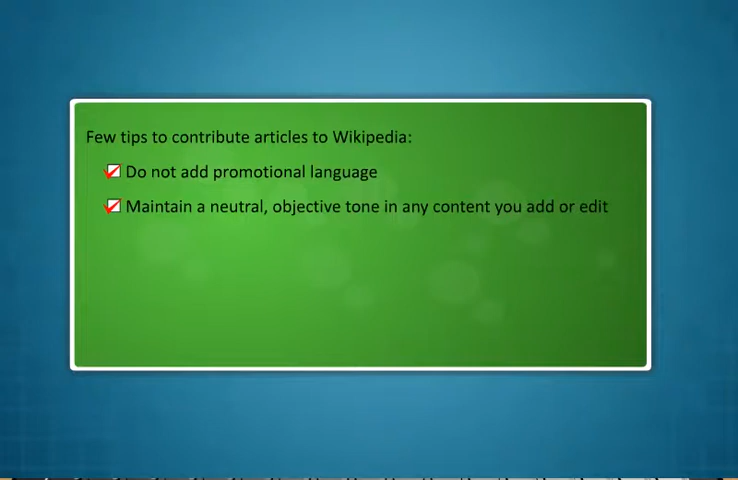 Few tips to contribute articles to Wikipedia:
Do not add promotional language
Maintain a neutral, objective tone in any content you add or edit